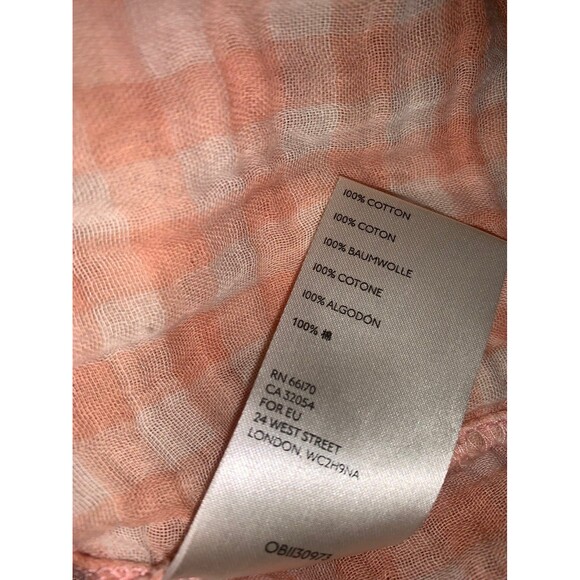 100% COTTON
100% COTON
100% BAUMWOLLE
100% COTONE
100% ALGODÓN
100% 棉
RN 66170
CA 32054
FOR EU
24 WEST STREET
LONDON, WC2H9NA